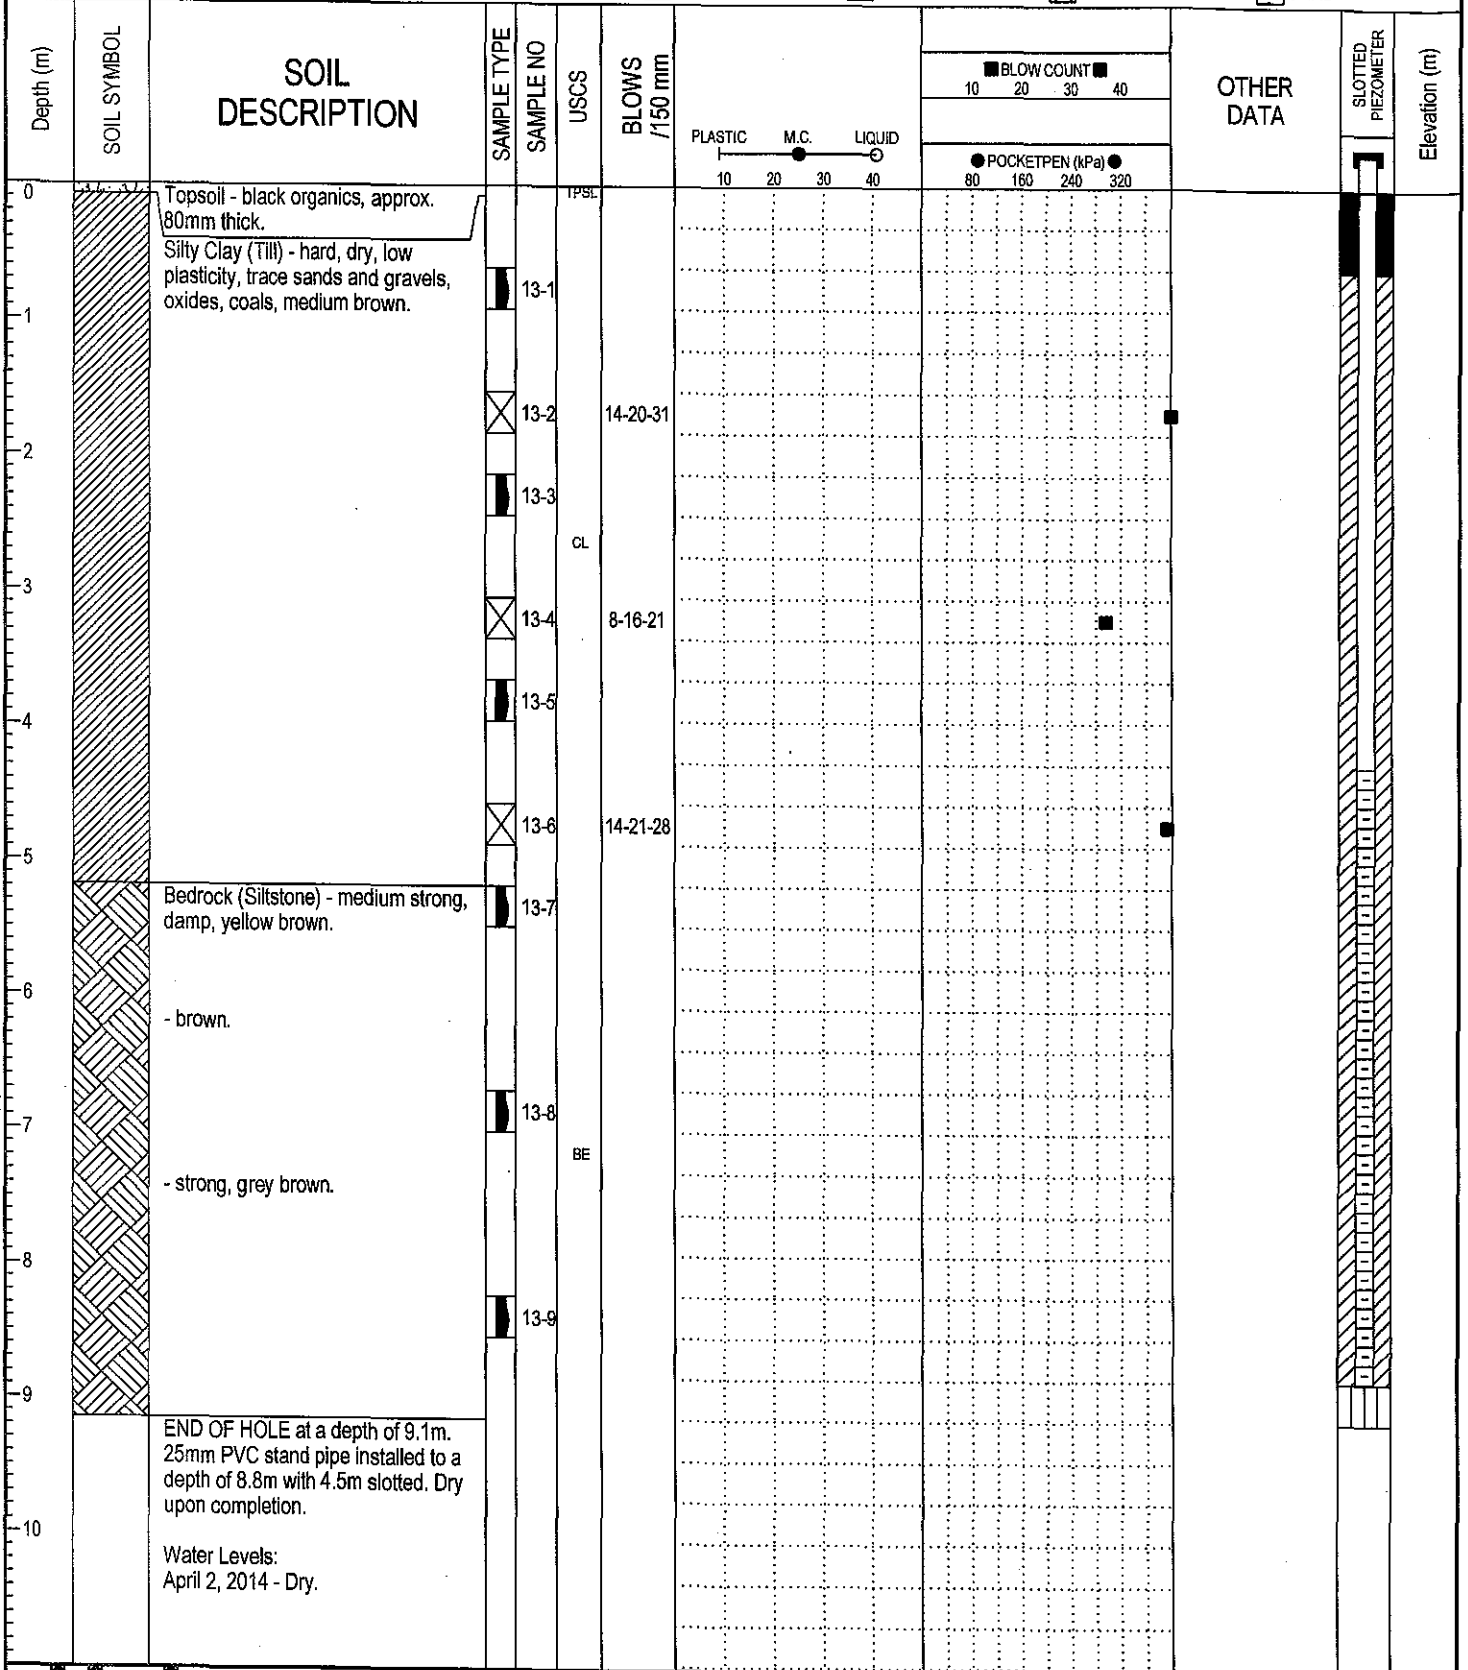 Depth (m)
SOIL SYMBOL
SOIL
DESCRIPTION
SAMPLE TYPE
SAMPLE NO
USCS
BLOWS
/150 mm
PLASTIC M.C. LIQUID
10 20 30 40
■ BLOW COUNT ■
10 20 30 40
● POCKETPEN (kPa) ●
80 160 240 320
OTHER
DATA
SLOTTED
PIEZOMETER
Elevation (m)
0
Topsoil - black organics, approx.
80mm thick.
TPSL
Silty Clay (Till) - hard, dry, low
plasticity, trace sands and gravels,
oxides, coals, medium brown.
13-1
1
13-2 14-20-31
2
13-3
CL
3
13-4 8-16-21
13-5
4
13-6 14-21-28
5
Bedrock (Siltstone) - medium strong,
damp, yellow brown.
13-7
6
- brown.
13-8
7
BE
- strong, grey brown.
8
13-9
9
END OF HOLE at a depth of 9.1m.
25mm PVC stand pipe installed to a
depth of 8.8m with 4.5m slotted. Dry
upon completion.
10
Water Levels:
April 2, 2014 - Dry.